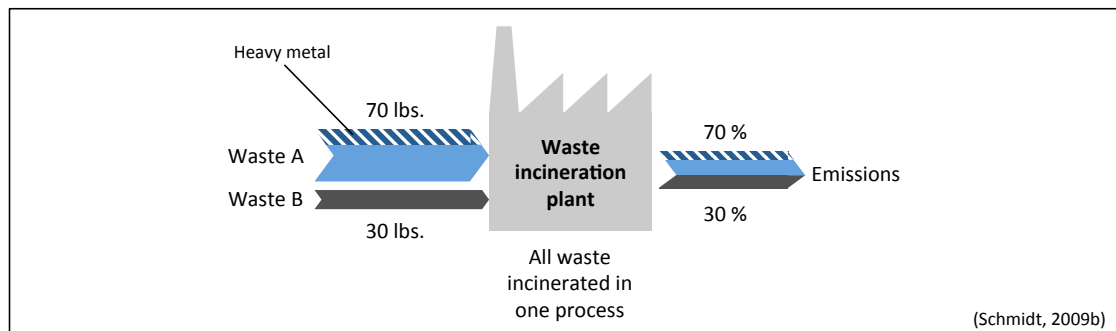 Heavy metal
70 lbs.
Waste A
Waste B
30 lbs.
Waste
incineration
plant
All waste
incinerated in
one process
70 %
Emissions
30 %
(Schmidt, 2009b)